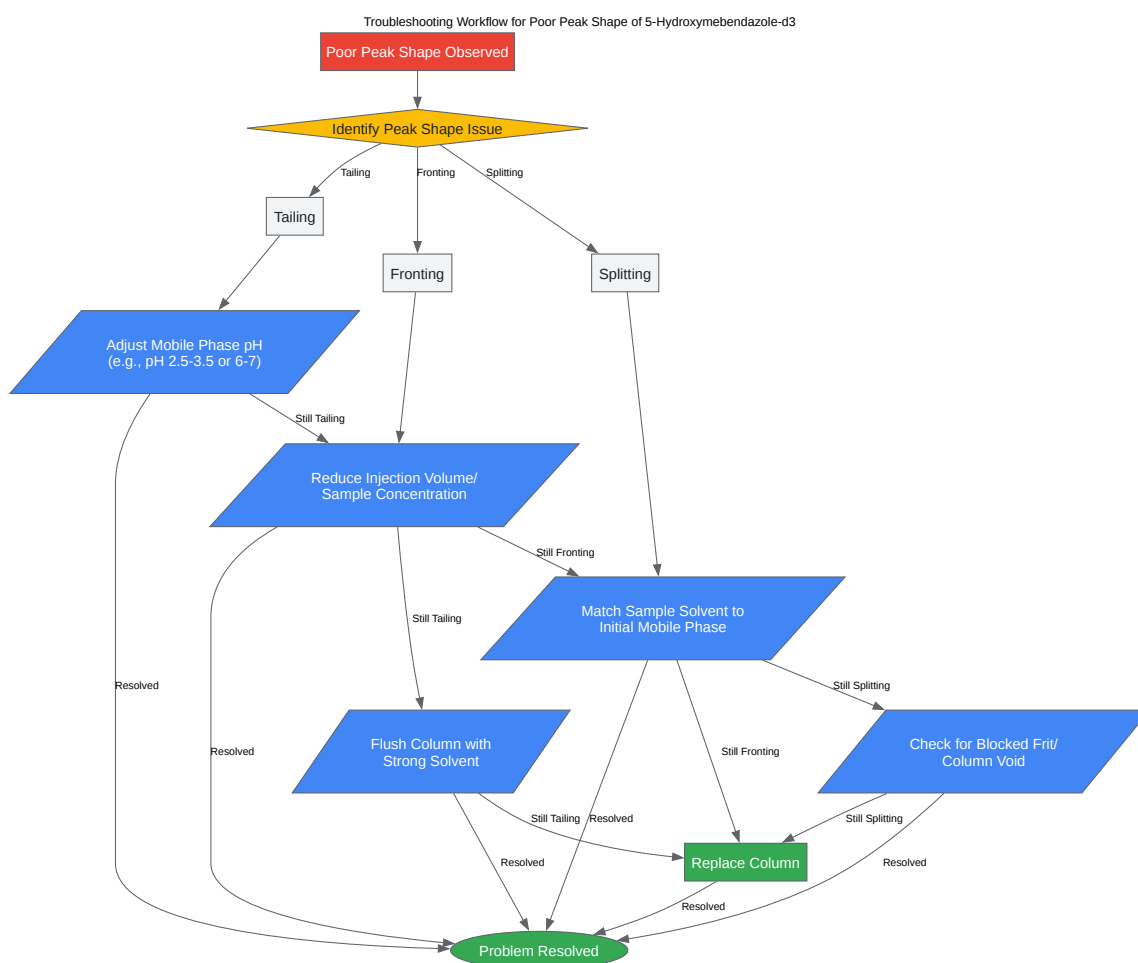 Troubleshooting Workflow for Poor Peak Shape of 5-Hydroxymebendazole-d3
Poor Peak Shape Observed
Identify Peak Shape Issue
Tailing
Fronting
Splitting
Tailing
Fronting
Splitting
Adjust Mobile Phase pH
(e.g., pH 2.5-3.5 or 6-7)
Still Tailing
Reduce Injection Volume/
Sample Concentration
Still Fronting
Match Sample Solvent to
Initial Mobile Phase
Still Tailing
Resolved
Still Splitting
Flush Column with
Strong Solvent
Resolved
Still Fronting
Check for Blocked Frit/
Column Void
Still Tailing
Resolved
Still Splitting
Replace Column
Resolved
Resolved
Resolved
Problem Resolved